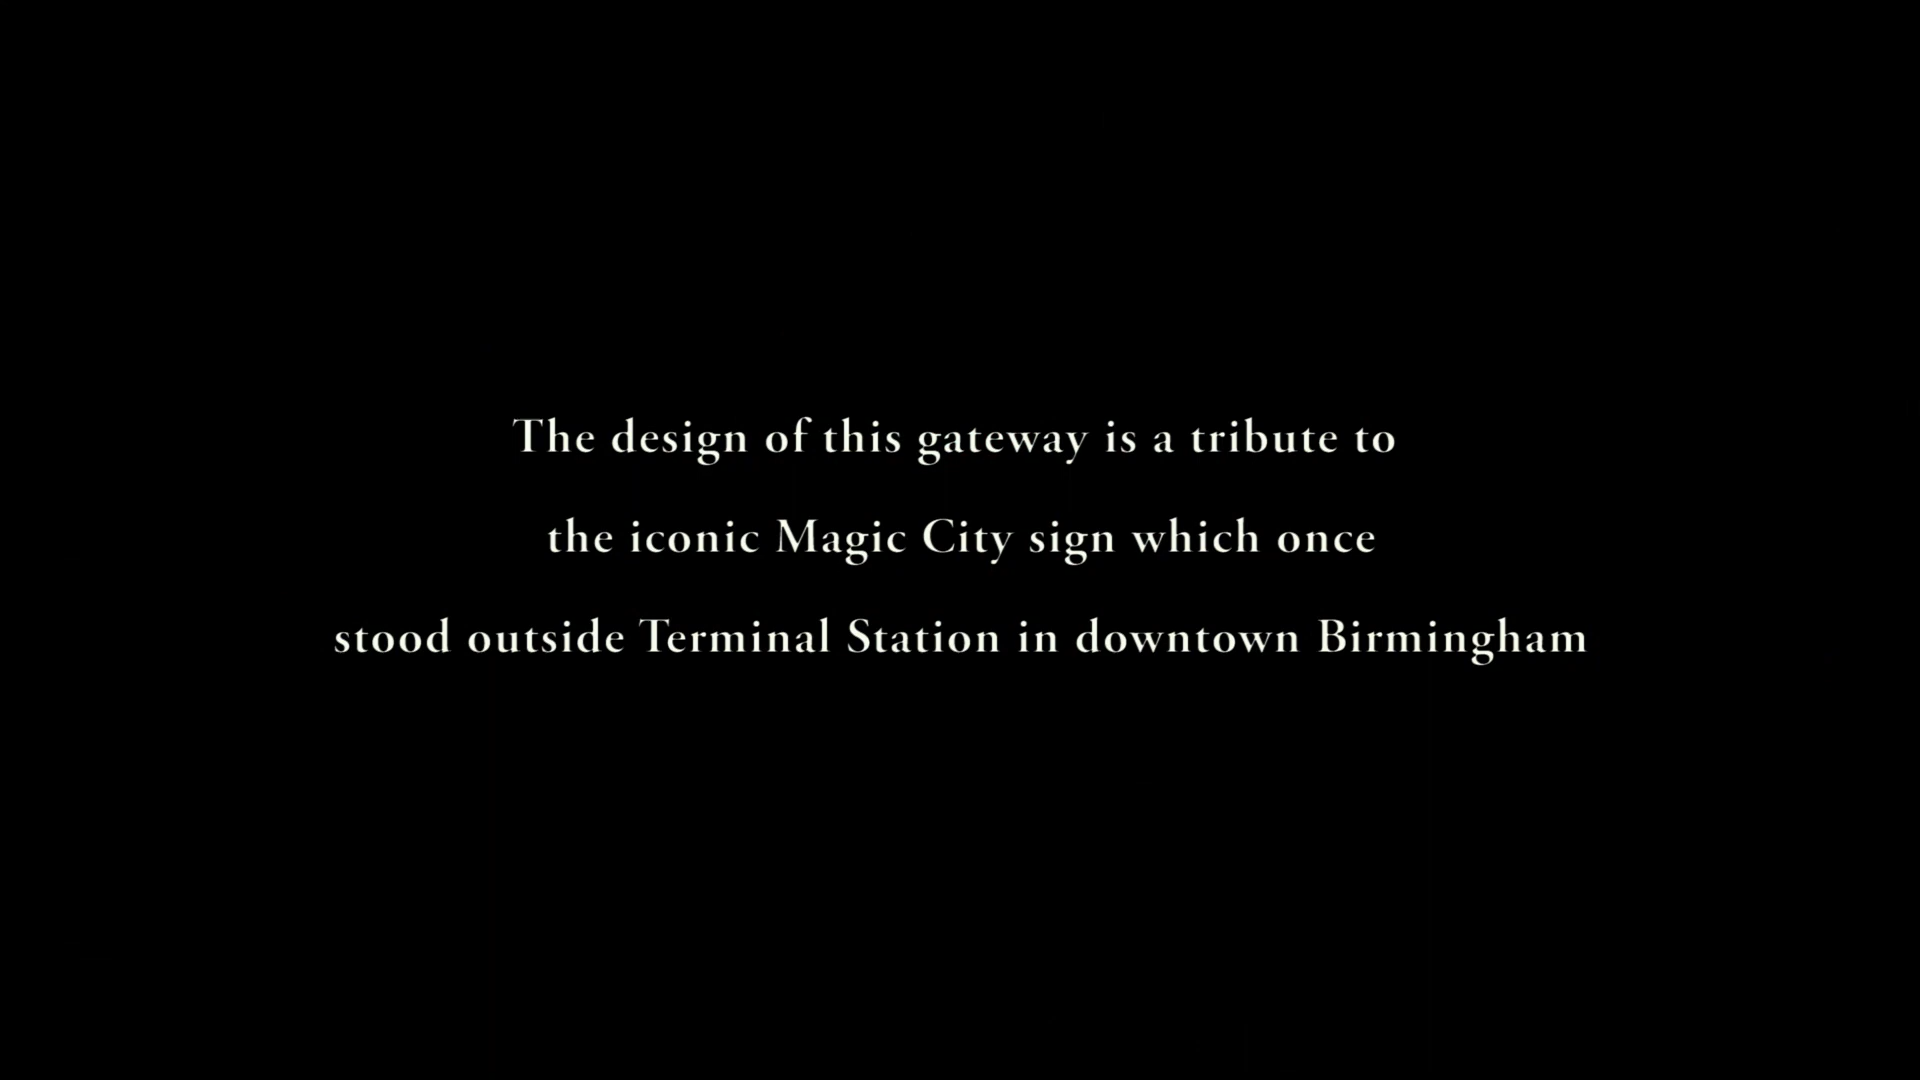 The design of this gateway is a tribute to
the iconic Magic City sign which once
stood outside Terminal Station in downtown Birmingham